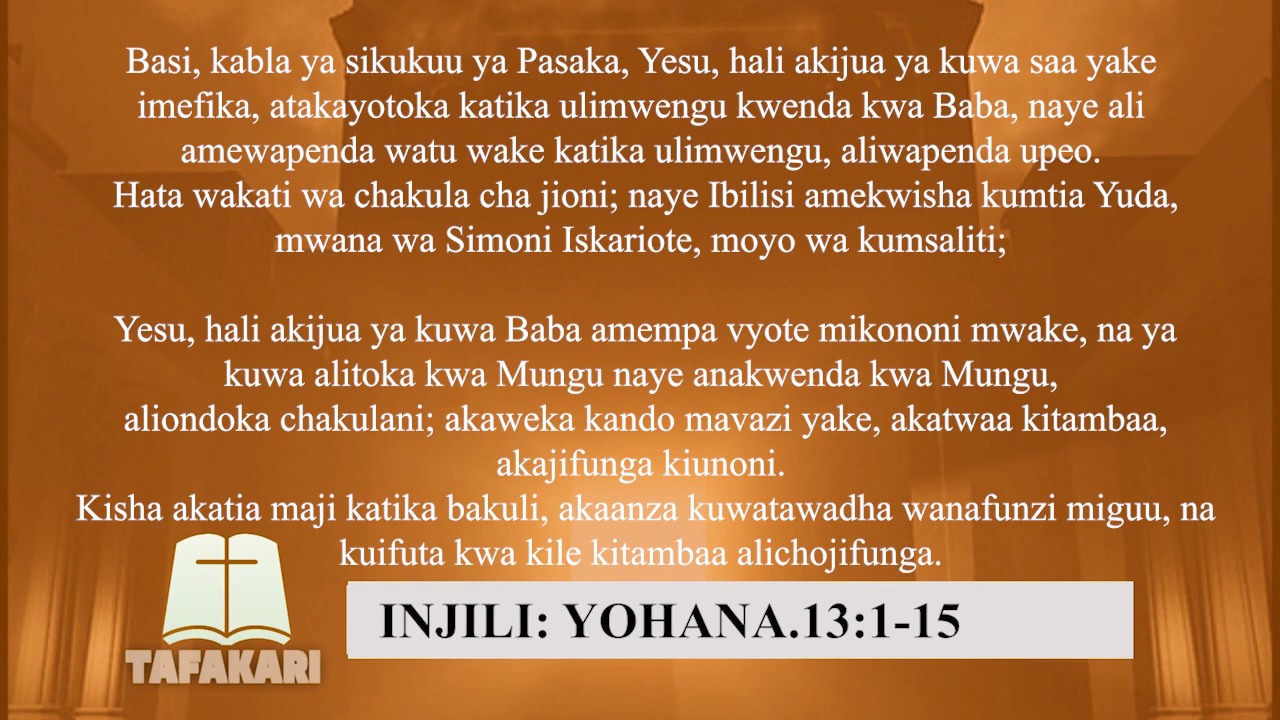 Basi, kabla ya sikukuu ya Pasaka, Yesu, hali akijua ya kuwa saa yake
imefika, atakayotoka katika ulimwengu kwenda kwa Baba, naye ali
amewapenda watu wake katika ulimwengu, aliwapenda upeo.
Hata wakati wa chakula cha jioni; naye Ibilisi amekwisha kumtia Yuda,
mwana wa Simoni Iskariote, moyo wa kumsaliti;
Yesu, hali akijua ya kuwa Baba amempa vyote mikononi mwake, na ya
kuwa alitoka kwa Mungu naye anakwenda kwa Mungu,
aliondoka chakulani; akaweka kando mavazi yake, akatwaa kitambaa,
akajifunga kiunoni.
Kisha akatia maji katika bakuli, akaanza kuwatawadha wanafunzi miguu, na
kuifuta kwa kile kitambaa alichojifunga.
INJILI: YOHANA.13:1-15
TAFAKARI